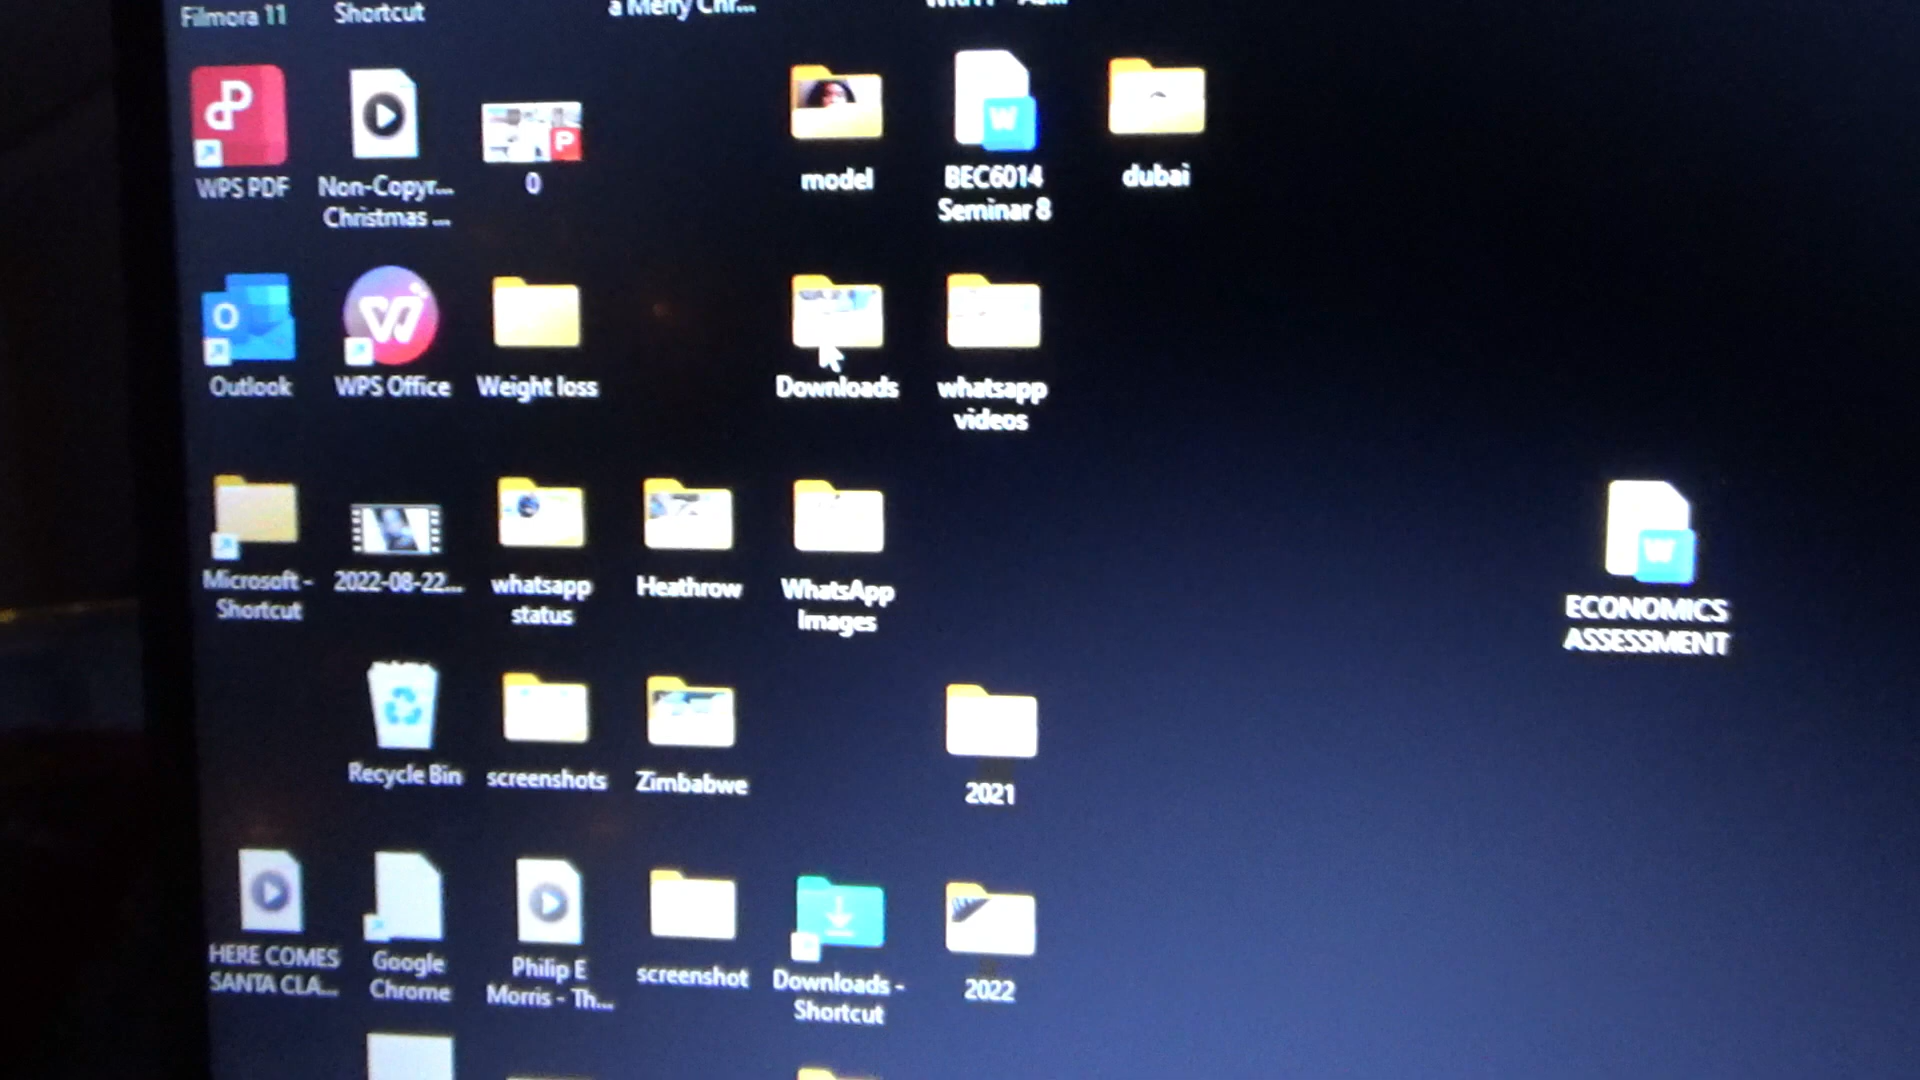 Filmora 11
Shortcut
a Merry Chr...
WPS PDF
Non-Copyr...
Christmas ...
0
model
BEC6014
Seminar 8
dubai
Outlook
WPS Office
Weight loss
Downloads
whatsapp
videos
Microsoft -
Shortcut
2022-08-22...
whatsapp
status
Heathrow
WhatsApp
Images
ECONOMICS
ASSESSMENT
Recycle Bin
screenshots
Zimbabwe
2021
HERE COMES
SANTA CLA...
Google
Chrome
Philip E
Morris - Th...
screenshot
Downloads -
Shortcut
2022